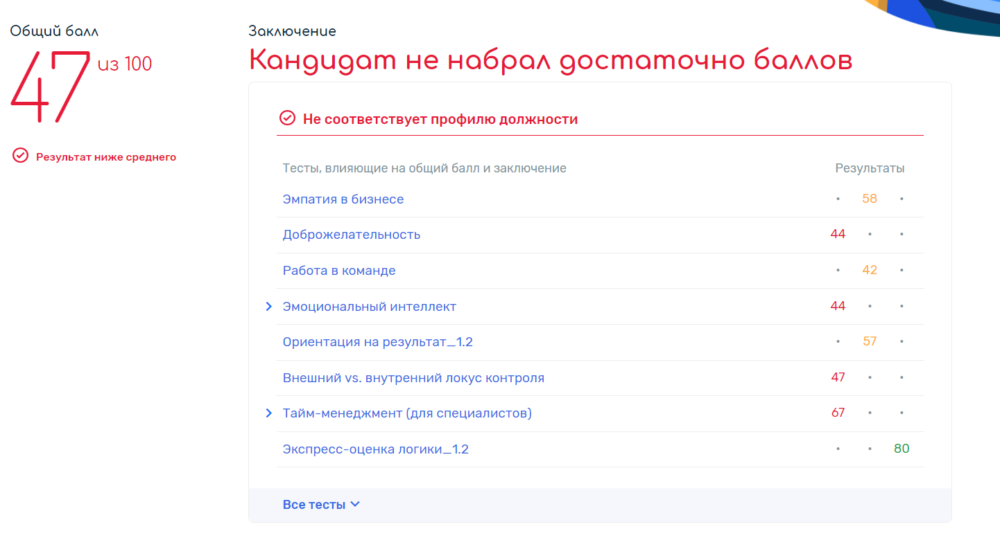 Общий балл
47 из 100
Результат ниже среднего
Заключение
Кандидат не набрал достаточно баллов
Не соответствует профилю должности
Тесты, влияющие на общий балл и заключение Результаты
Эмпатия в бизнесе 58
Доброжелательность 44
Работа в команде 42
Эмоциональный интеллект 44
Ориентация на результат_1.2 57
Внешний vs. внутренний локус контроля 47
Тайм-менеджмент (для специалистов) 67
Экспресс-оценка логики_1.2 80
Все тесты